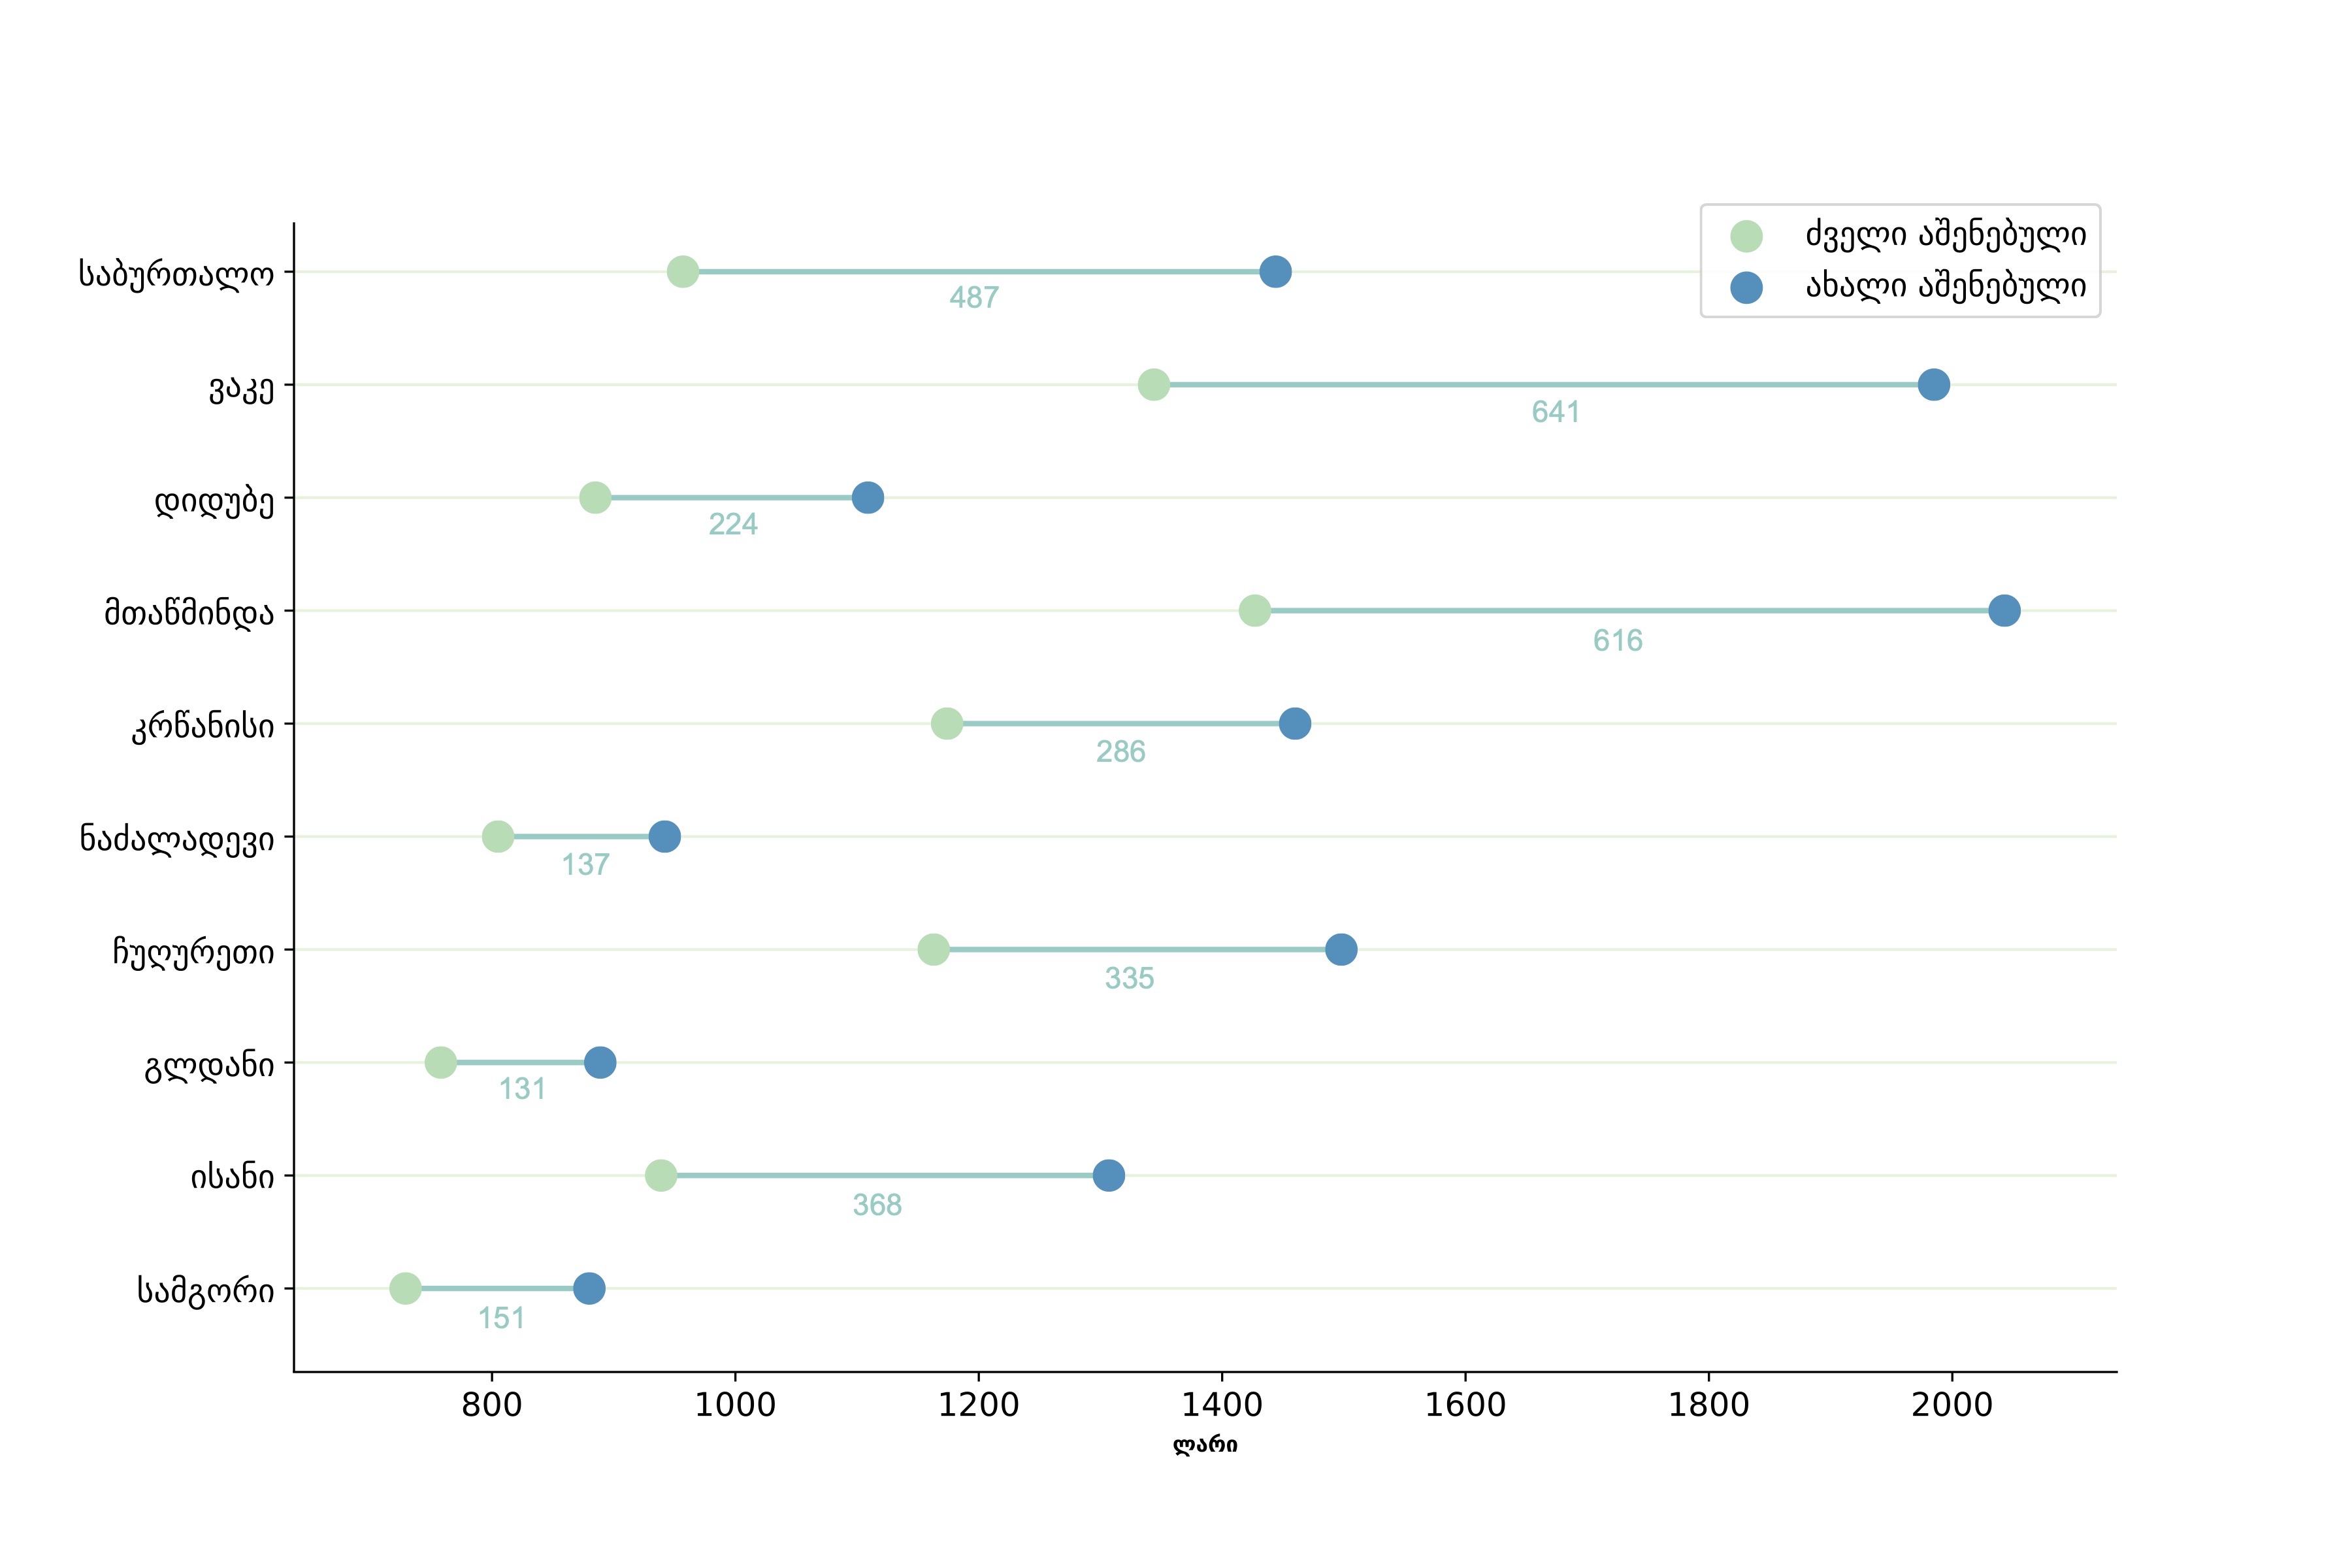 ძველი აშენებული
ახალი აშენებული
საბურთალო
487
ვაკე
641
დიდუბე
224
მთაწმინდა
616
კრწანისი
286
ნაძალადევი
137
ჩუღურეთი
335
გლდანი
131
ისანი
368
სამგორი
151
800 1000 1200 1400 1600 1800 2000
ლარი